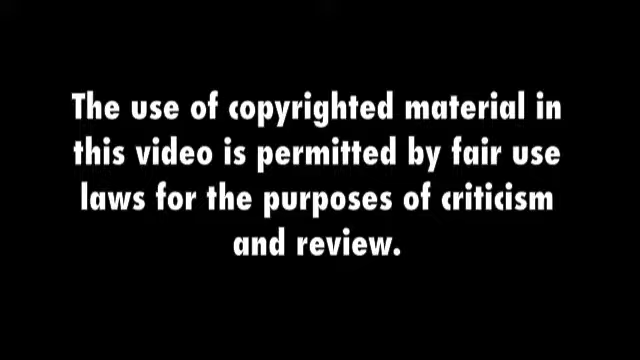 The use of copyrighted material in
this video is permitted by fair use
laws for the purposes of criticism
and review.